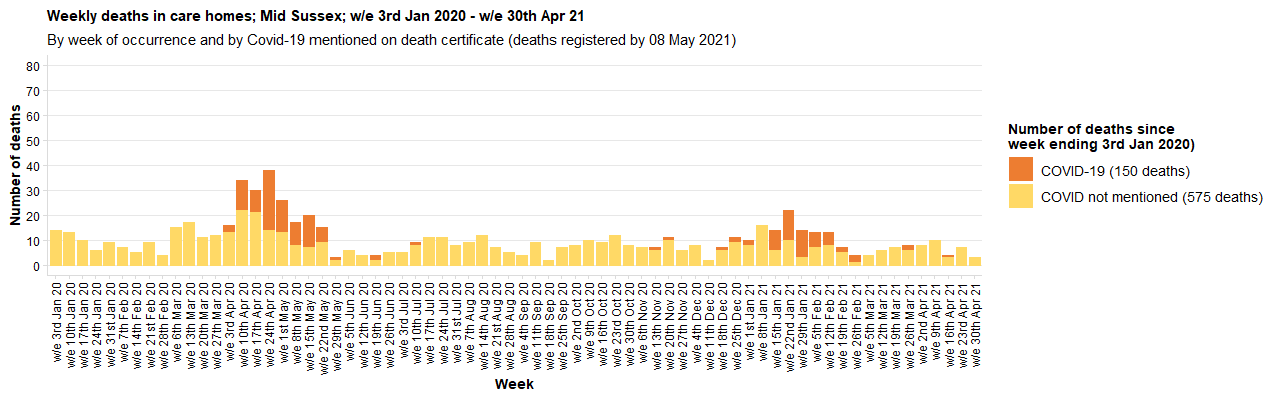 Weekly deaths in care homes; Mid Sussex; w/e 3rd Jan 2020 - w/e 30th Apr 21
By week of occurrence and by Covid-19 mentioned on death certificate (deaths registered by 08 May 2021)
Number of deaths
80
70
60
50
40
30
20
10
0
w/e 3rd Jan 20
w/e 10th Jan 20
w/e 17th Jan 20
w/e 24th Jan 20
w/e 31st Jan 20
w/e 7th Feb 20
w/e 14th Feb 20
w/e 21st Feb 20
w/e 28th Feb 20
w/e 6th Mar 20
w/e 13th Mar 20
w/e 20th Mar 20
w/e 27th Mar 20
w/e 3rd Apr 20
w/e 10th Apr 20
w/e 17th Apr 20
w/e 24th Apr 20
w/e 1st May 20
w/e 8th May 20
w/e 15th May 20
w/e 22nd May 20
w/e 29th May 20
w/e 5th Jun 20
w/e 12th Jun 20
w/e 19th Jun 20
w/e 26th Jun 20
w/e 3rd Jul 20
w/e 10th Jul 20
w/e 17th Jul 20
w/e 24th Jul 20
w/e 31st Jul 20
w/e 7th Aug 20
w/e 14th Aug 20
w/e 21st Aug 20
w/e 28th Aug 20
w/e 4th Sep 20
w/e 11th Sep 20
w/e 18th Sep 20
w/e 25th Sep 20
w/e 2nd Oct 20
w/e 9th Oct 20
w/e 16th Oct 20
w/e 23rd Oct 20
w/e 30th Oct 20
w/e 6th Nov 20
w/e 13th Nov 20
w/e 20th Nov 20
w/e 27th Nov 20
w/e 4th Dec 20
w/e 11th Dec 20
w/e 18th Dec 20
w/e 25th Dec 20
w/e 1st Jan 21
w/e 8th Jan 21
w/e 15th Jan 21
w/e 22nd Jan 21
w/e 29th Jan 21
w/e 5th Feb 21
w/e 12th Feb 21
w/e 19th Feb 21
w/e 26th Feb 21
w/e 5th Mar 21
w/e 12th Mar 21
w/e 19th Mar 21
w/e 26th Mar 21
w/e 2nd Apr 21
w/e 9th Apr 21
w/e 16th Apr 21
w/e 23rd Apr 21
w/e 30th Apr 21
Week
Number of deaths since
week ending 3rd Jan 2020)
COVID-19 (150 deaths)
COVID not mentioned (575 deaths)